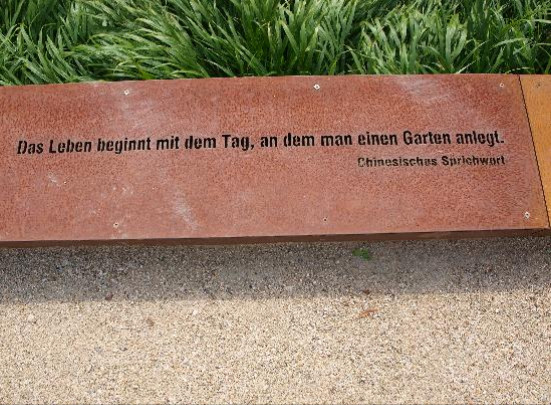 Das Leben beginnt mit dem Tag, an dem man einen Garten anlegt.
Chinesisches Sprichwort